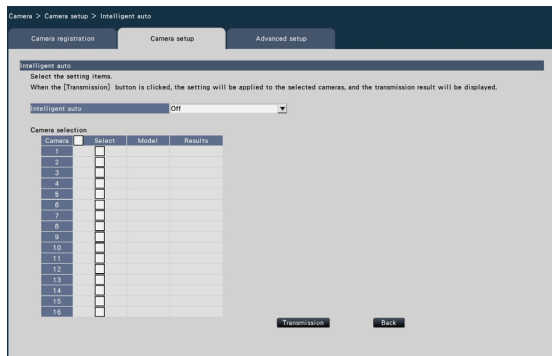 Camera > Camera setup > Intelligent auto
Camera registration Camera setup Advanced setup
Intelligent auto
Select the setting items.
When the [Transmission] button is clicked, the setting will be applied to the selected cameras, and the transmission result will be displayed.
Intelligent auto Off
Camera selection
Camera Select Model Results
1
2
3
4
5
6
7
8
9
10
11
12
13
14
15
16
Transmission Back